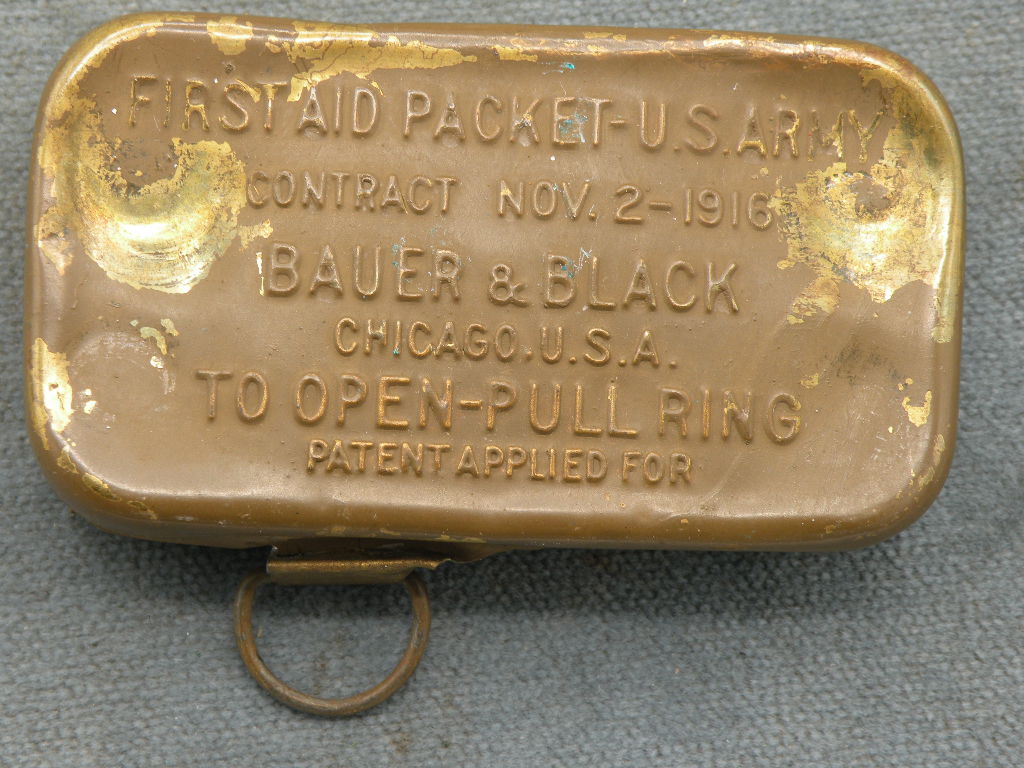 FIRST AID PACKET-U.S. ARMY
CONTRACT NOV. 2-1916
BAUER & BLACK
CHICAGO, U.S.A.
TO OPEN-PULL RING
PATENT APPLIED FOR